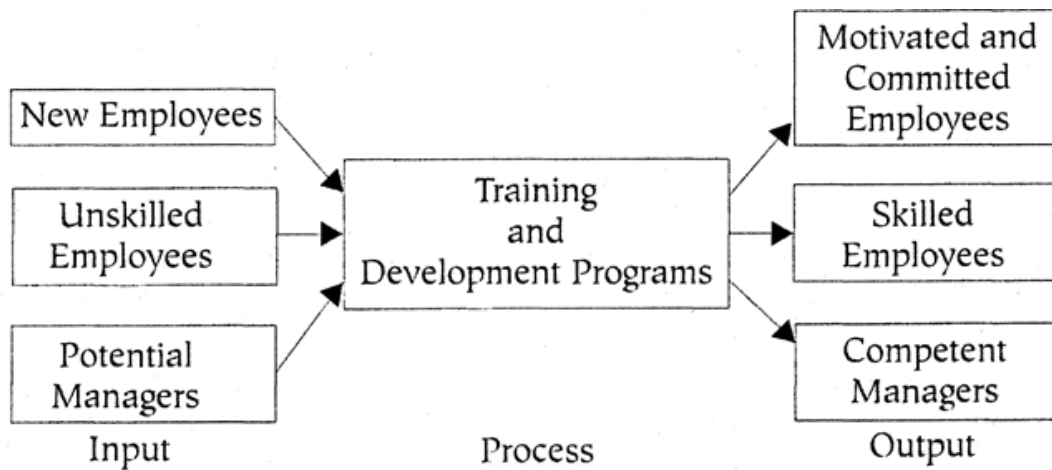 New Employees
Unskilled
Employees
Potential
Managers
Input
Training
and
Development Programs
Process
Motivated and
Committed
Employees
Skilled
Employees
Competent
Managers
Output